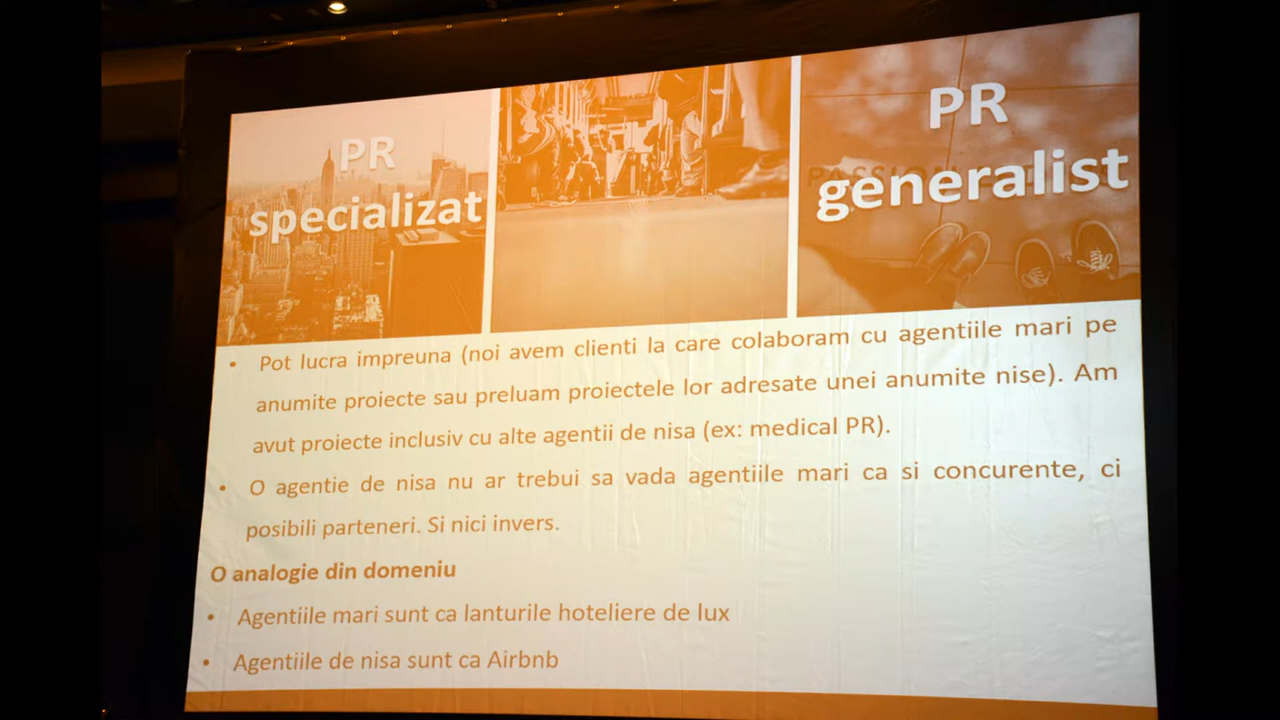 PR
specializat
PR
generalist
• Pot lucra impreuna (noi avem clienti la care colaboram cu agentiile mari pe
anumite proiecte sau preluam proiectele lor adresate unei anumite nise). Am
avut proiecte inclusiv cu alte agentii de nisa (ex: medical PR).
• O agentie de nisa nu ar trebui sa vada agentiile mari ca si concurente, ci
posibili parteneri. Si nici invers.
O analogie din domeniu
• Agentiile mari sunt ca lanturile hoteliere de lux
• Agentiile de nisa sunt ca Airbnb